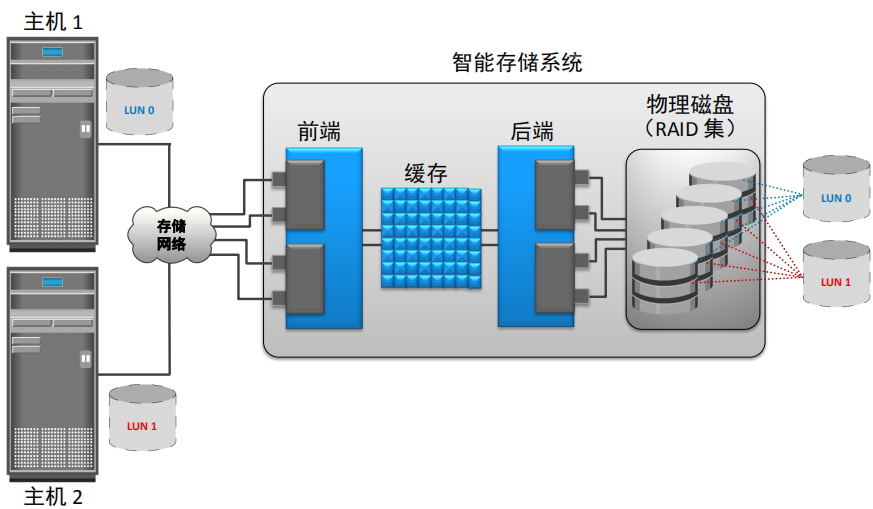 主机 1
LUN 0
智能存储系统
前端
缓存
后端
物理磁盘
（RAID 集）
LUN 0
LUN 1
存储
网络
LUN 1
主机 2